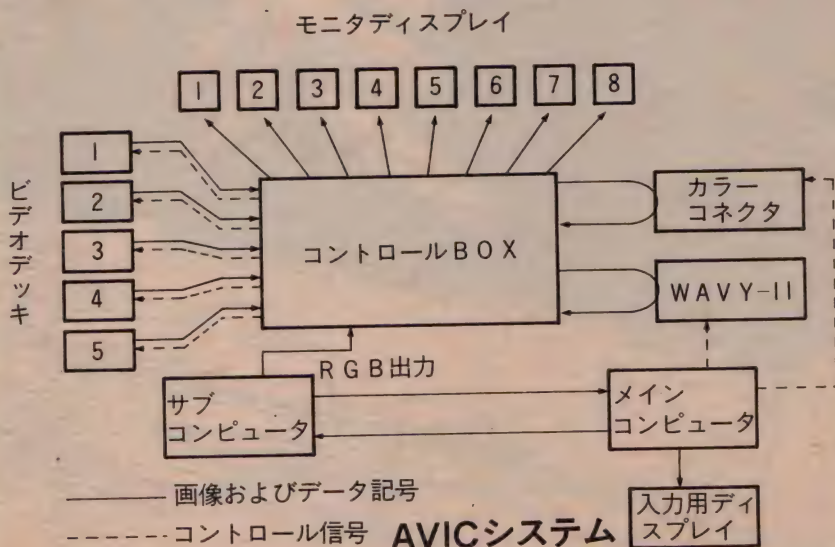 モニタディスプレイ
1 2 3 4 5 6 7 8
ビデオデッキ
1
2
3
4
5
コントロールBOX
カラー
コネクタ
WAVY-II
RGB出力
サブ
コンピュータ
メイン
コンピュータ
画像およびデータ記号
コントロール信号
AVICシステム
入力用ディ
スプレイ